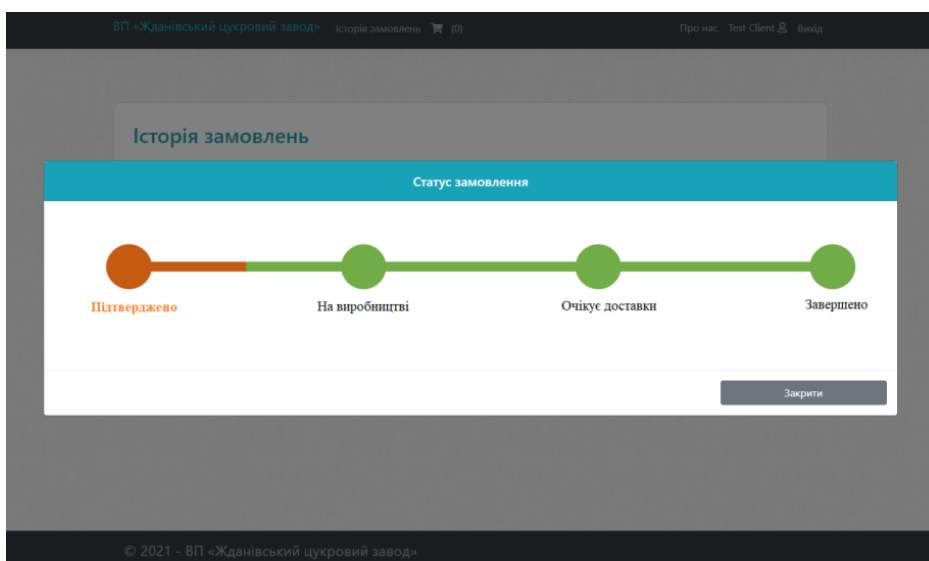 ВП «Жданівський цукровий завод» Історія замовлень (0) Про нас Test Client Вихід
Історія замовлень
Статус замовлення
Підтверджено На виробництві Очікує доставки Завершено
Закрити
© 2021 - ВП «Жданівський цукровий завод»